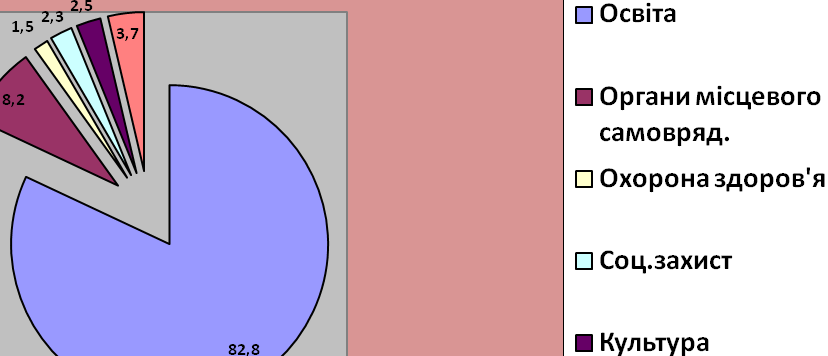 1,5
2,3
2,5
3,7
8,2
82,8
Освіта
Органи місцевого
самовряд.
Охорона здоров'я
Соц.захист
Культура